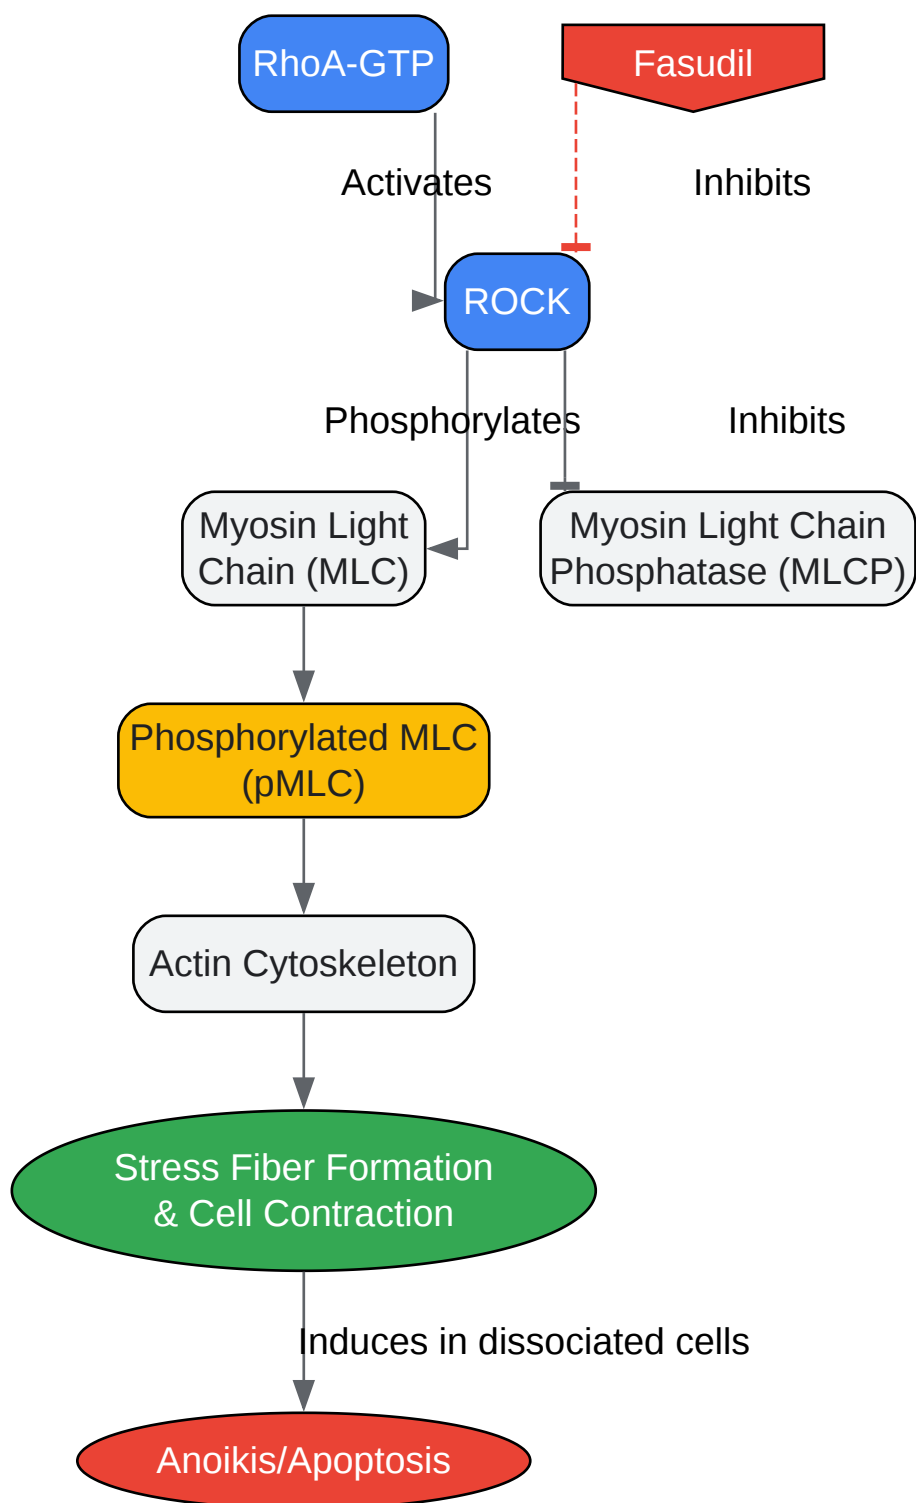 RhoA-GTP
Fasudil
Activates
Inhibits
ROCK
Phosphorylates
Inhibits
Myosin Light
Chain (MLC)
Myosin Light Chain
Phosphatase (MLCP)
Phosphorylated MLC
(pMLC)
Actin Cytoskeleton
Stress Fiber Formation
& Cell Contraction
Induces in dissociated cells
Anoikis/Apoptosis